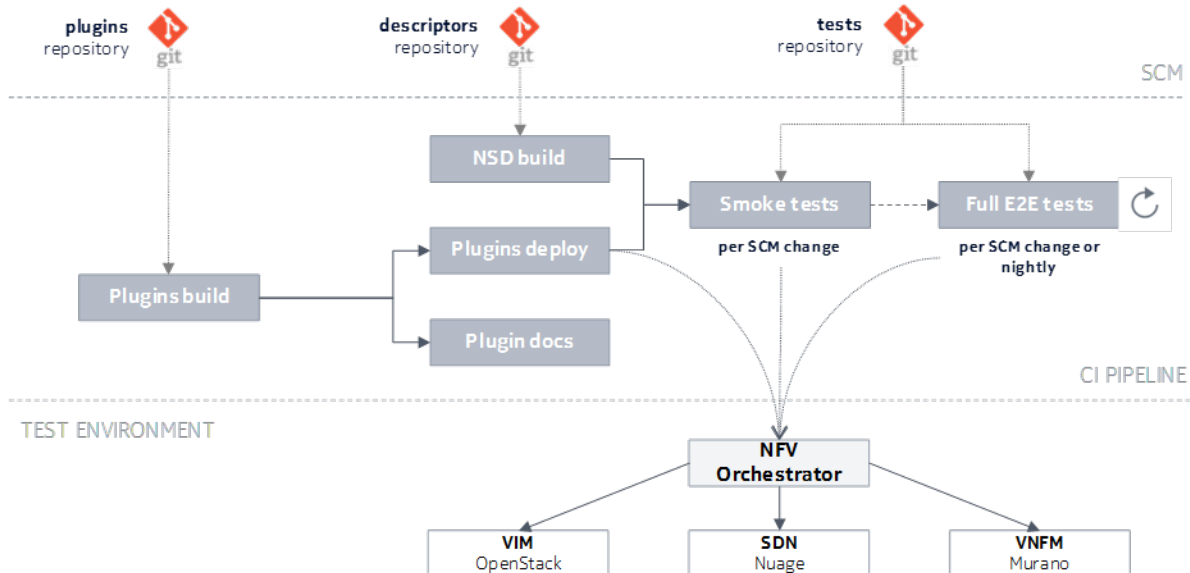 plugins
repository
git
descriptors
repository
git
tests
repository
git
SCM
NSD build
Smoke tests
Full E2E tests
Plugins deploy
per SCM change
per SCM change or
nightly
Plugins build
Plugin docs
CI PIPELINE
TEST ENVIRONMENT
NFV
Orchestrator
VIM
OpenStack
SDN
Nuage
VNFM
Murano